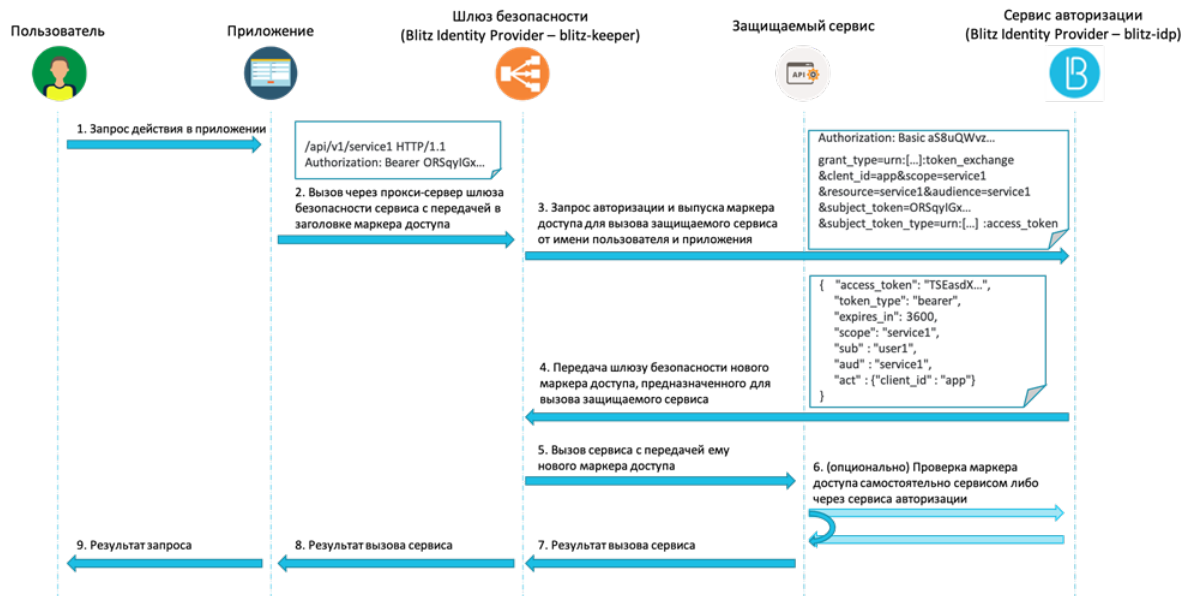 Пользователь
Приложение
Шлюз безопасности
(Blitz Identity Provider – blitz-keeper)
Защищаемый сервис
Сервис авторизации
(Blitz Identity Provider – blitz-idp)
API
B
1. Запрос действия в приложении
/api/v1/service1 HTTP/1.1
Authorization: Bearer ORSqyIGx...
2. Вызов через прокси-сервер шлюза
безопасности сервиса с передачей в
заголовке маркера доступа
3. Запрос авторизации и выпуска маркера
доступа для вызова защищаемого сервиса
от имени пользователя и приложения
Authorization: Basic aS8uQWvz...
grant_type=urn:[...]:token_exchange
&clent_id=app&scope=service1
&resource=service1&audience=service1
&subject_token=ORSqyIGx...
&subject_token_type=urn:[...] :access_token
{ "access_token": "TSEasdX...",
"token_type": "bearer",
"expires_in": 3600,
"scope": "service1",
"sub" : "user1",
"aud" : "service1",
"act" : {"client_id" : "app"}
}
4. Передача шлюзу безопасности нового
маркера доступа, предназначенного для
вызова защищаемого сервиса
5. Вызов сервиса с передачей ему
нового маркера доступа
6. (опционально) Проверка маркера
доступа самостоятельно сервисом либо
через сервиса авторизации
9. Результат запроса
8. Результат вызова сервиса
7. Результат вызова сервиса